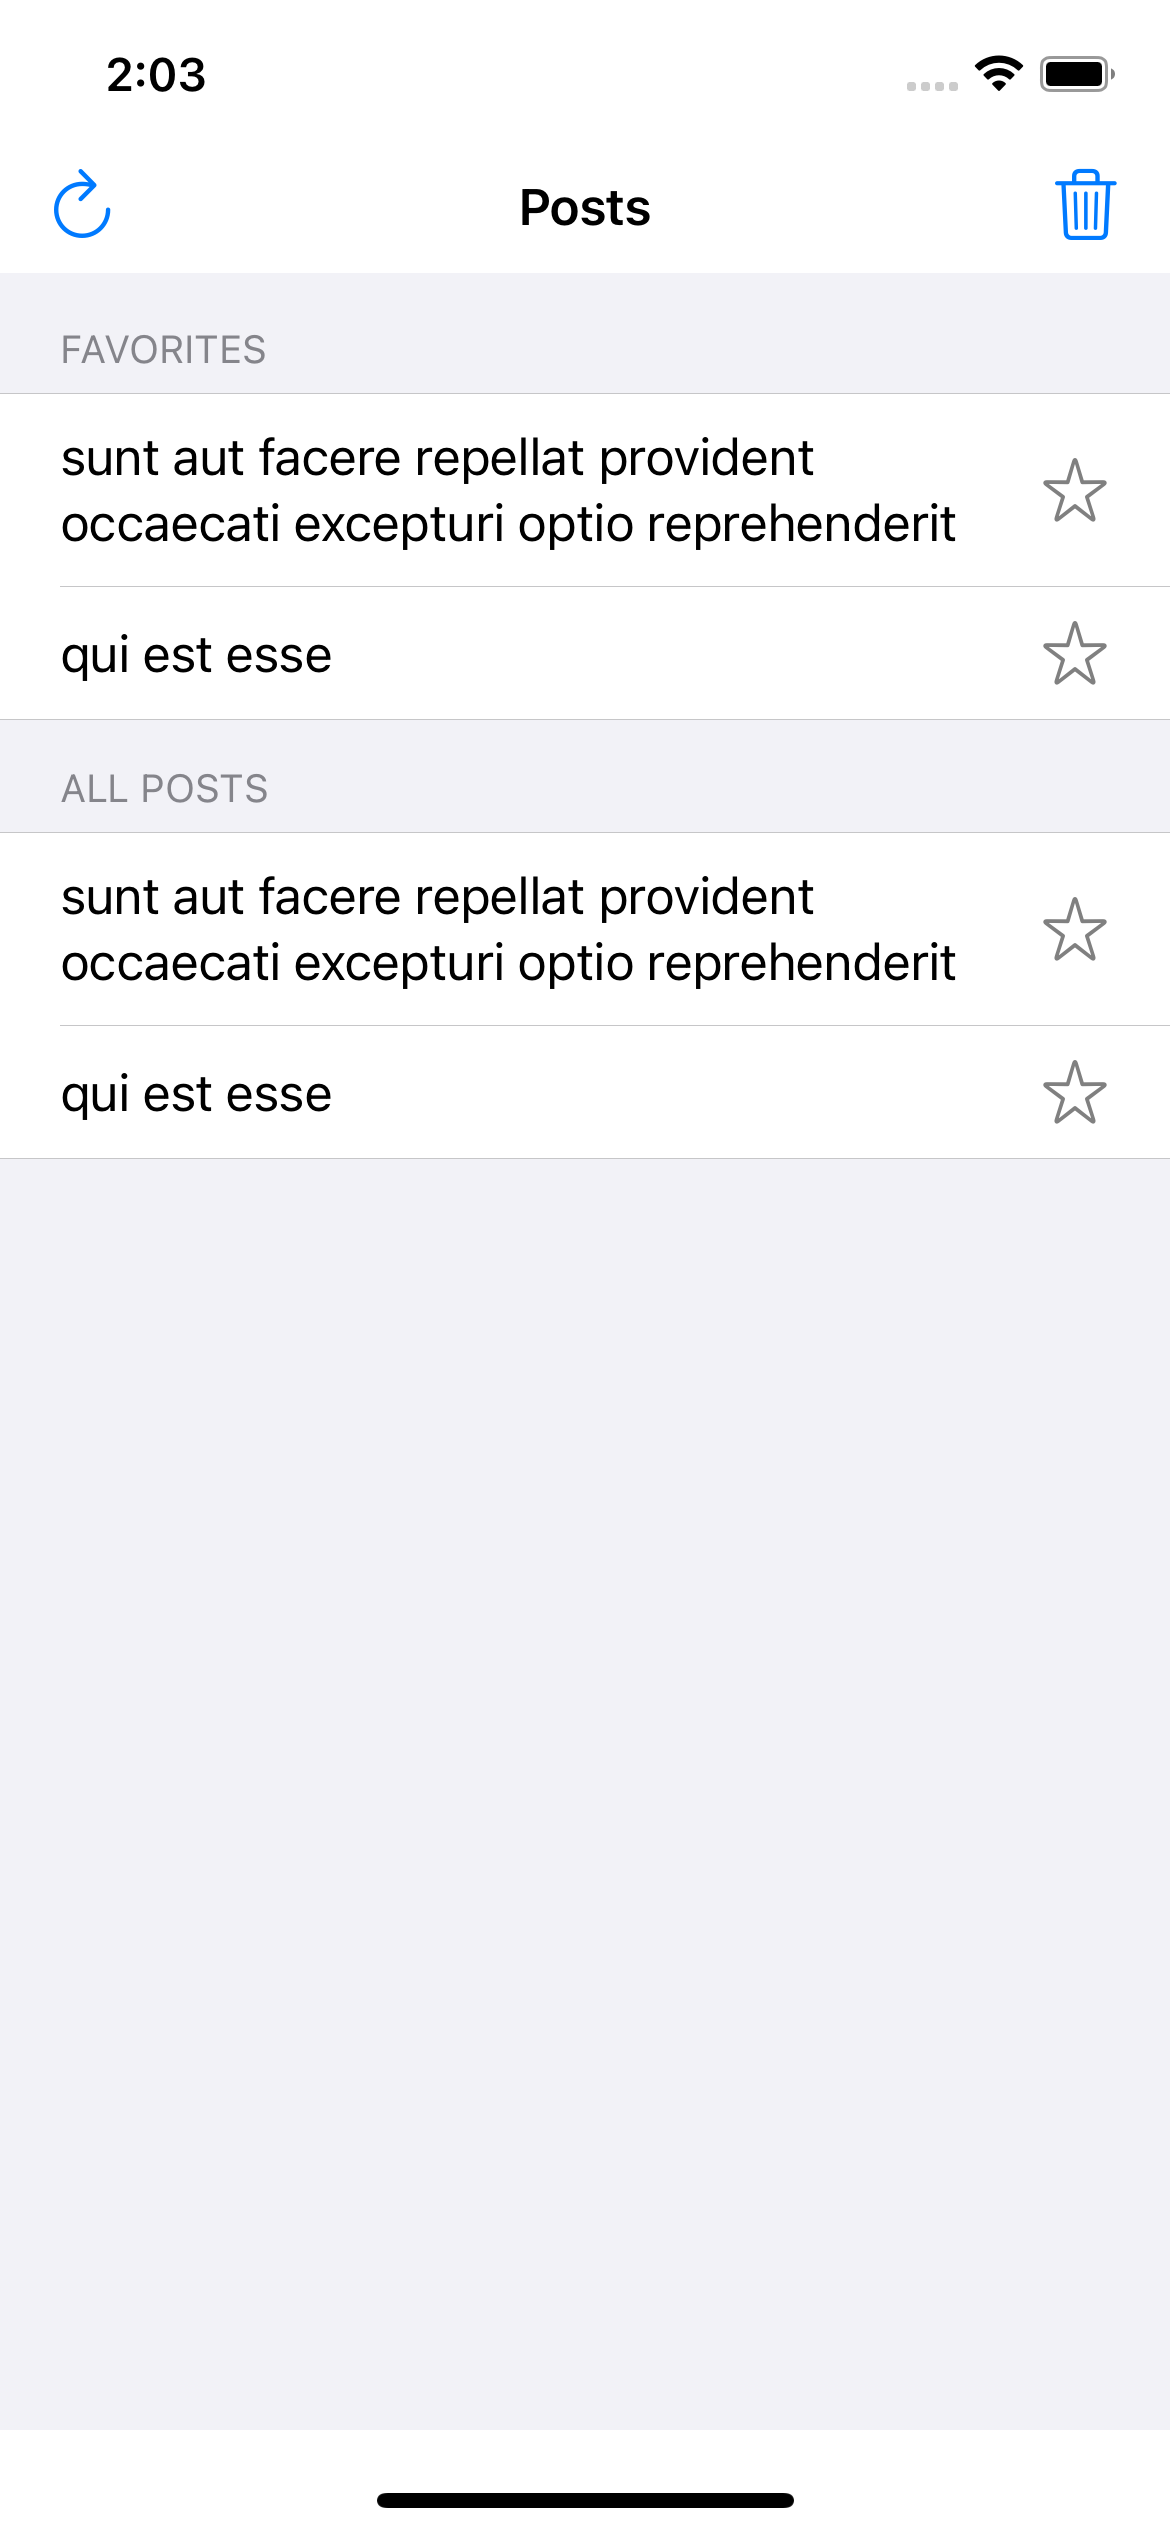 2:03
Posts
FAVORITES
sunt aut facere repellat provident
occaecati excepturi optio reprehenderit
qui est esse
ALL POSTS
sunt aut facere repellat provident
occaecati excepturi optio reprehenderit
qui est esse